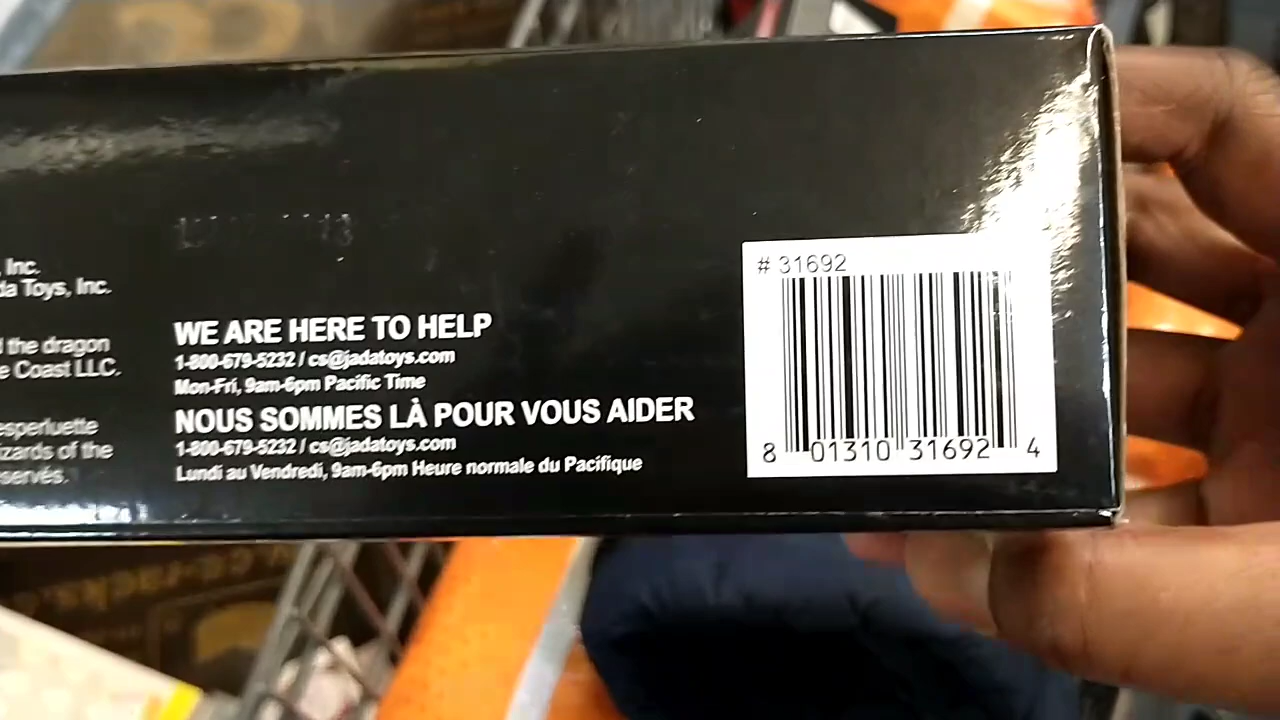 , Inc.
da Toys, Inc.
the dragon
e Coast LLC.
esperluette
izards of the
servés.
WE ARE HERE TO HELP
1-800-679-5232 / cs@jadatoys.com
Mon-Fri, 9am-6pm Pacific Time
NOUS SOMMES LÀ POUR VOUS AIDER
1-800-679-5232 / cs@jadatoys.com
Lundi au Vendredi, 9am-6pm Heure normale du Pacifique
# 31692
8 01310 31692 4